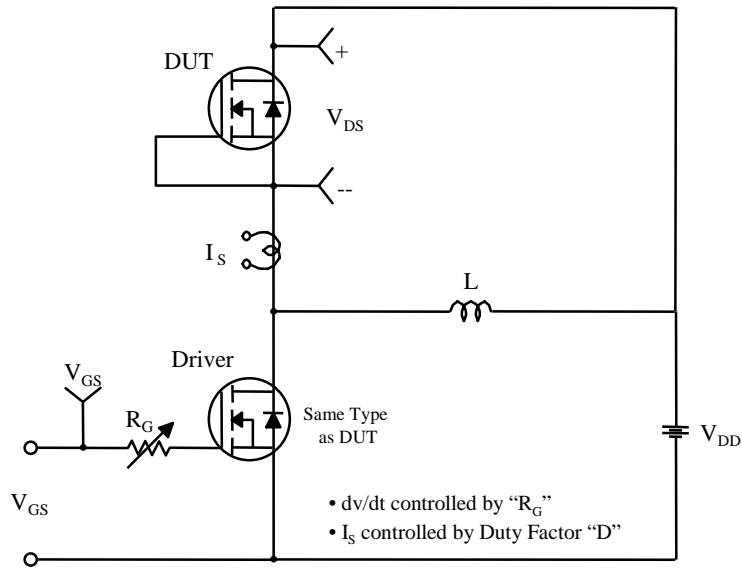 DUT
+
V_DS
--
I_S
L
Driver
V_GS
R_G
Same Type
as DUT
V_DD
V_GS
• dv/dt controlled by “R_G”
• I_S controlled by Duty Factor “D”